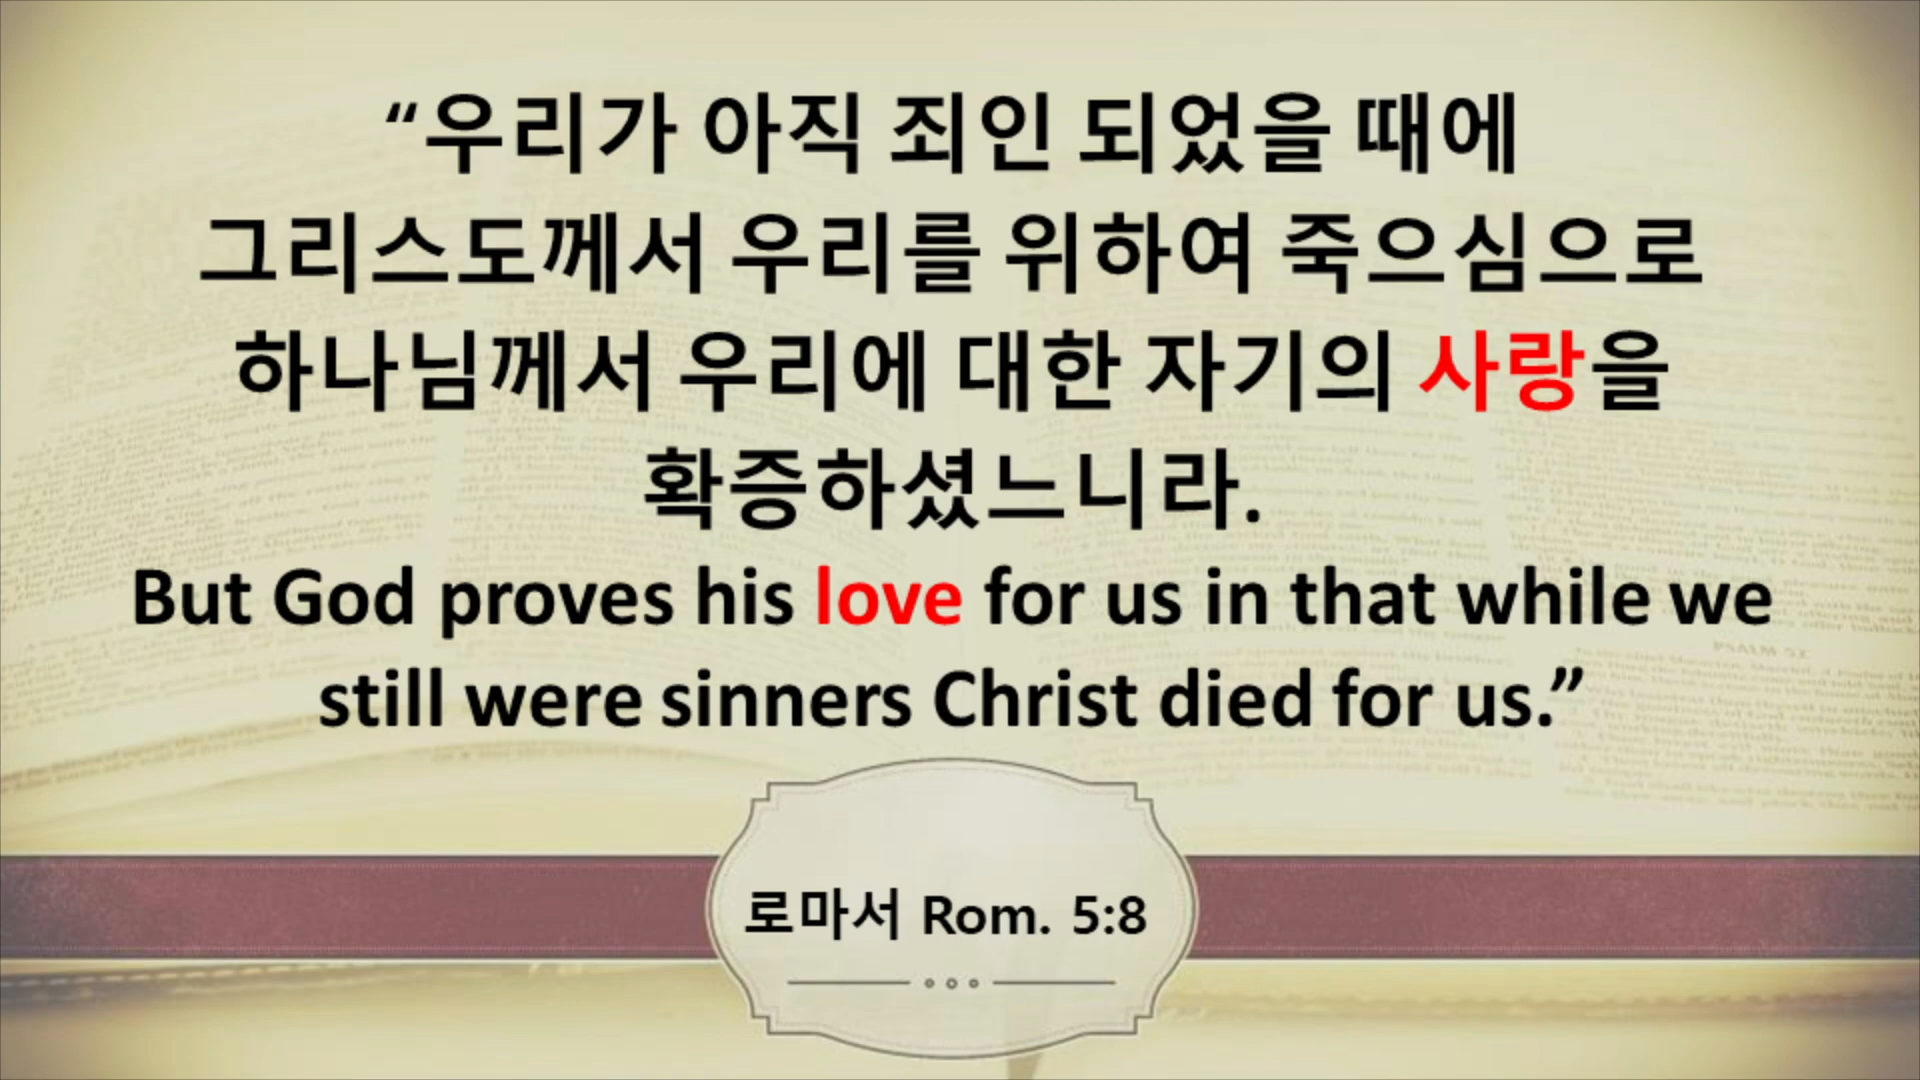 “우리가 아직 죄인 되었을 때에
그리스도께서 우리를 위하여 죽으심으로
하나님께서 우리에 대한 자기의 사랑을
확증하셨느니라.
But God proves his love for us in that while we
still were sinners Christ died for us.”
로마서 Rom. 5:8